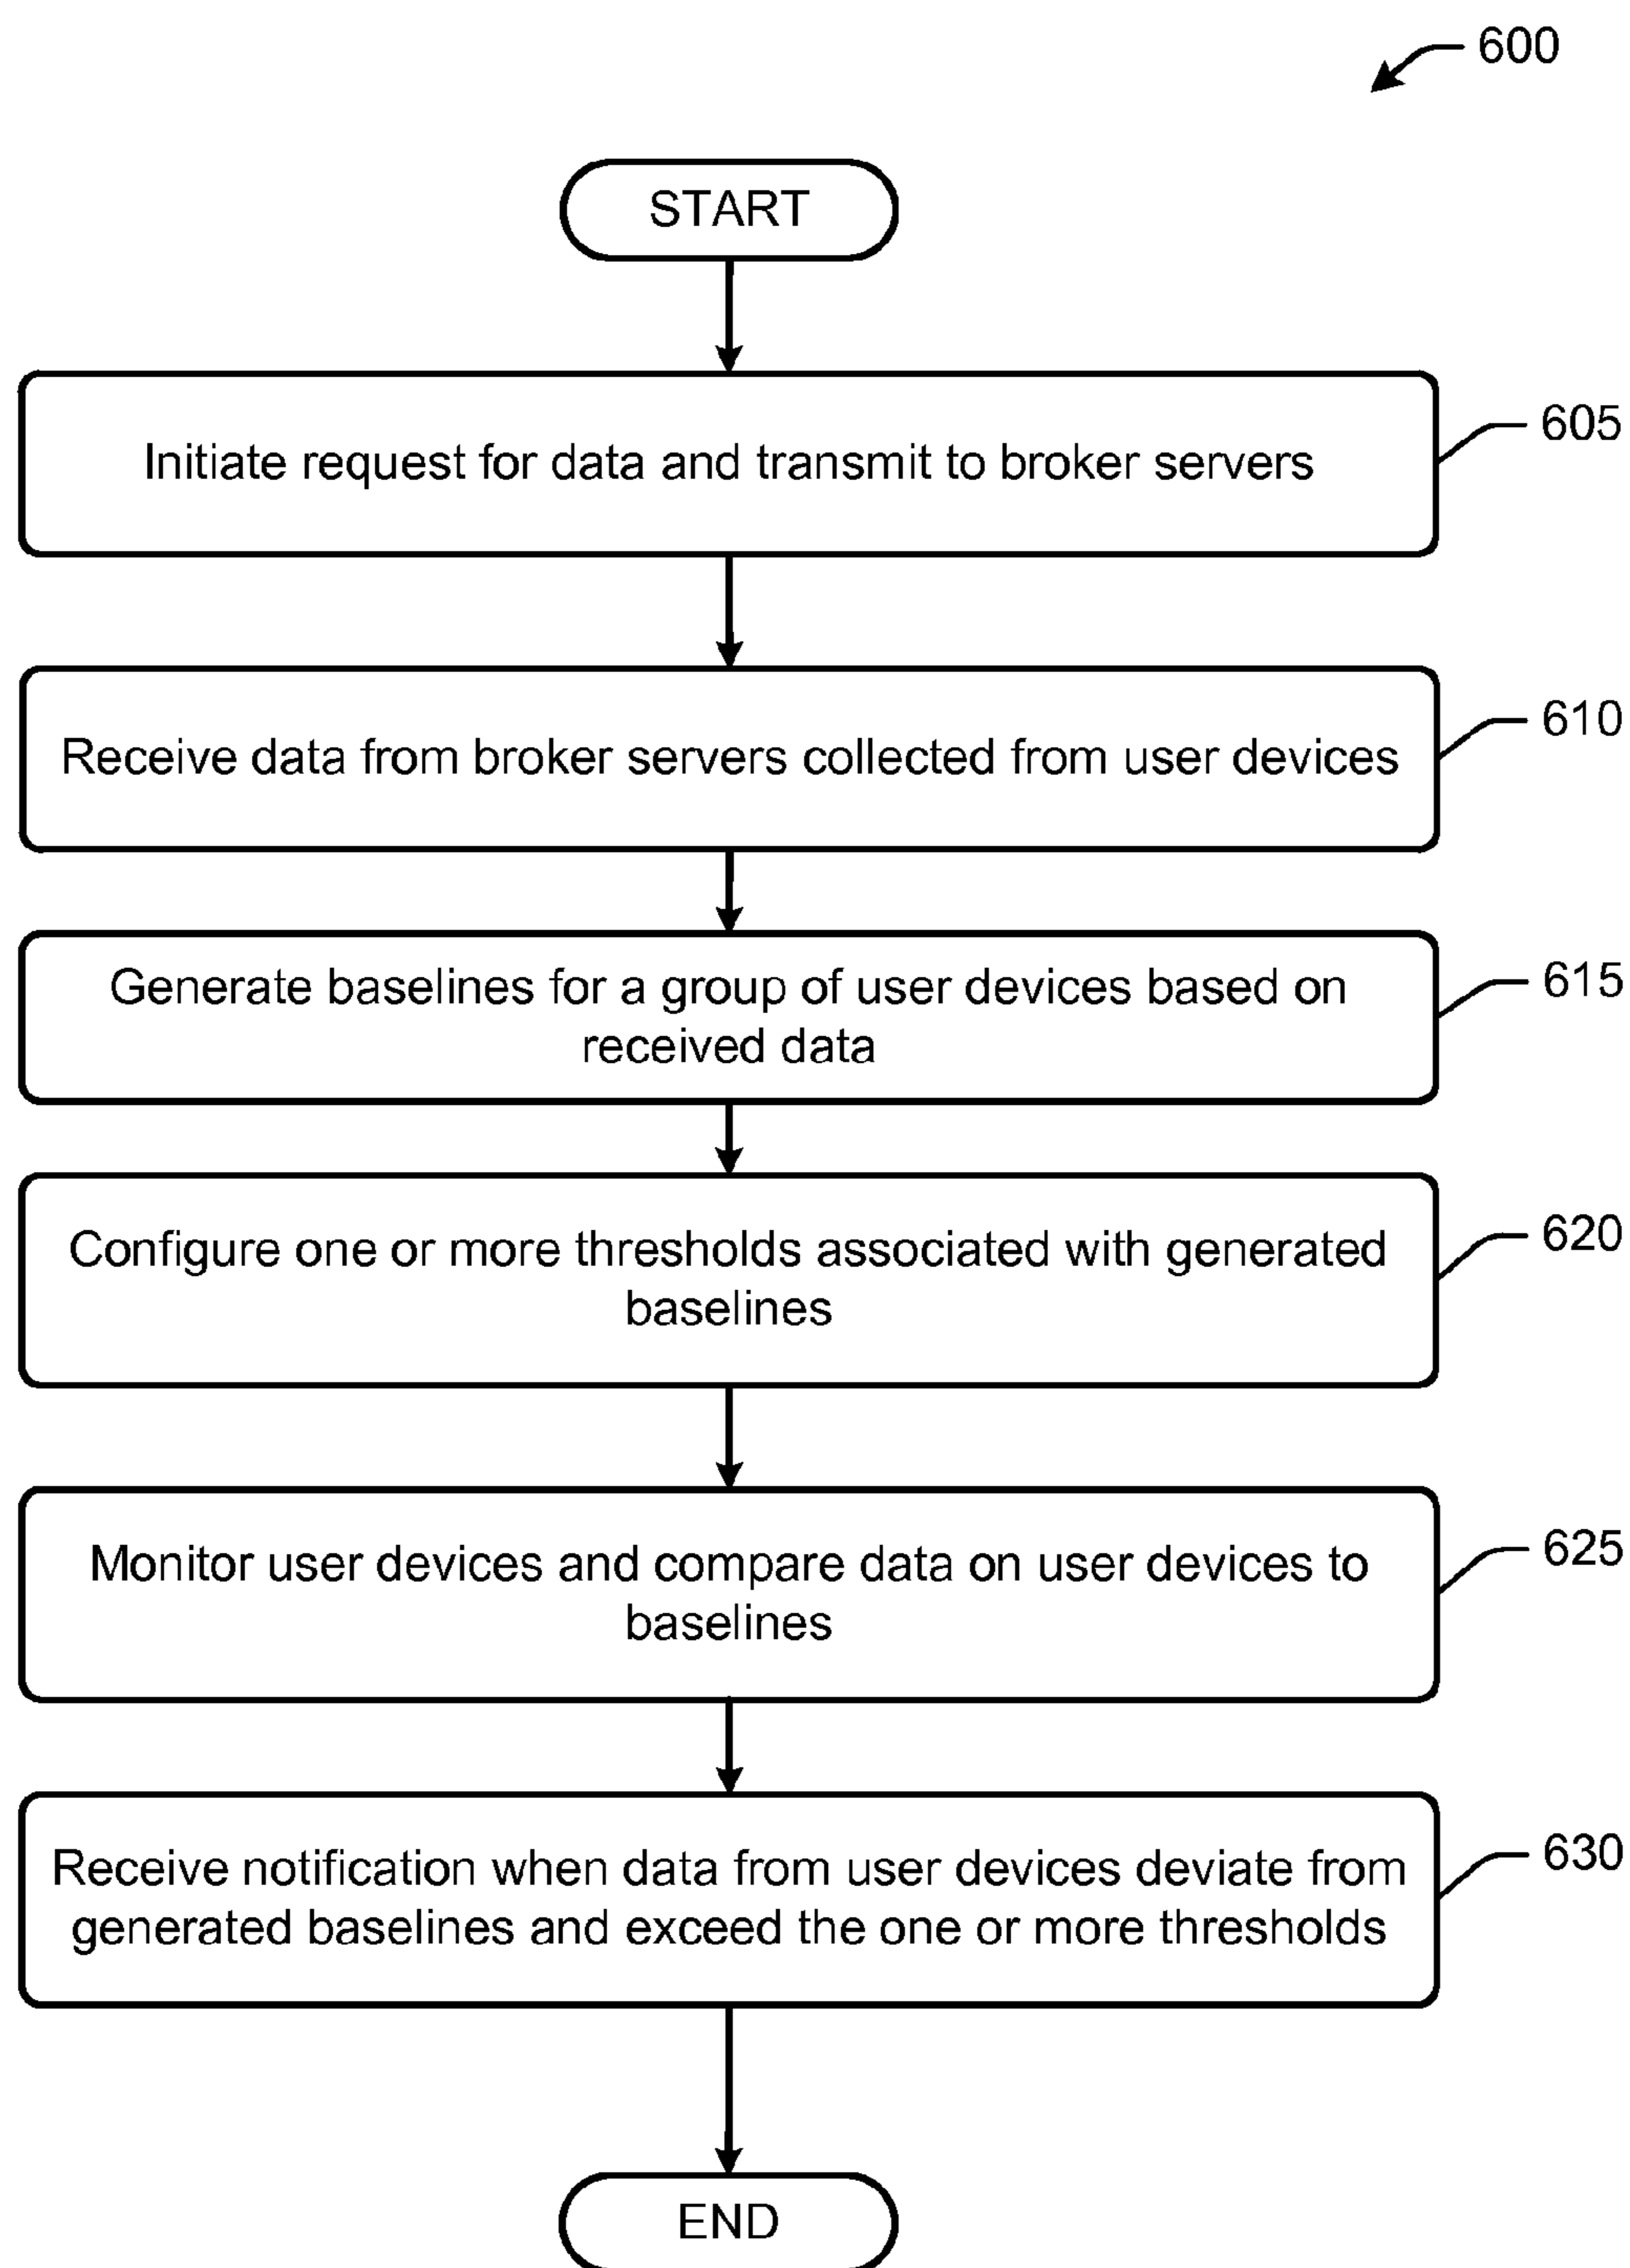 600
START
Initiate request for data and transmit to broker servers
605
Receive data from broker servers collected from user devices
610
Generate baselines for a group of user devices based on
received data
615
Configure one or more thresholds associated with generated
baselines
620
Monitor user devices and compare data on user devices to
baselines
625
Receive notification when data from user devices deviate from
generated baselines and exceed the one or more thresholds
630
END